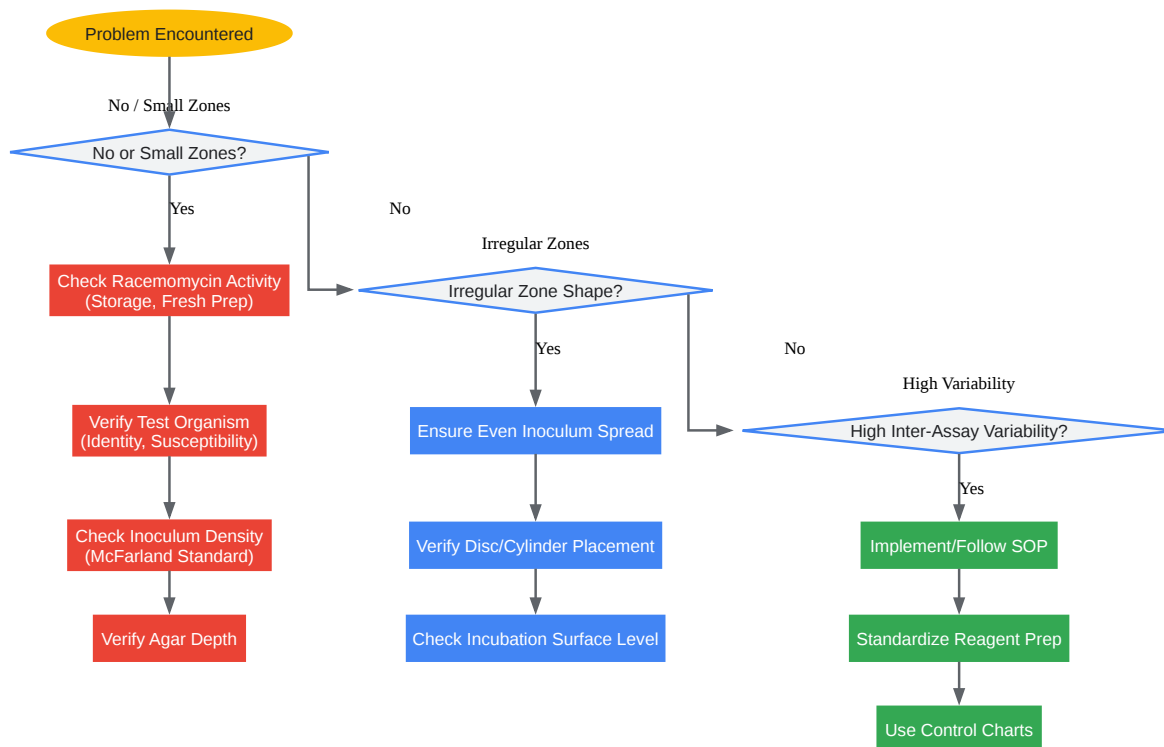 Problem Encountered
No / Small Zones
No or Small Zones?
Yes
No
Check Racemomycin Activity
(Storage, Fresh Prep)
Verify Test Organism
(Identity, Susceptibility)
Check Inoculum Density
(McFarland Standard)
Verify Agar Depth
Irregular Zones
Irregular Zone Shape?
Yes
No
Ensure Even Inoculum Spread
Verify Disc/Cylinder Placement
Check Incubation Surface Level
High Variability
High Inter-Assay Variability?
Yes
Implement/Follow SOP
Standardize Reagent Prep
Use Control Charts